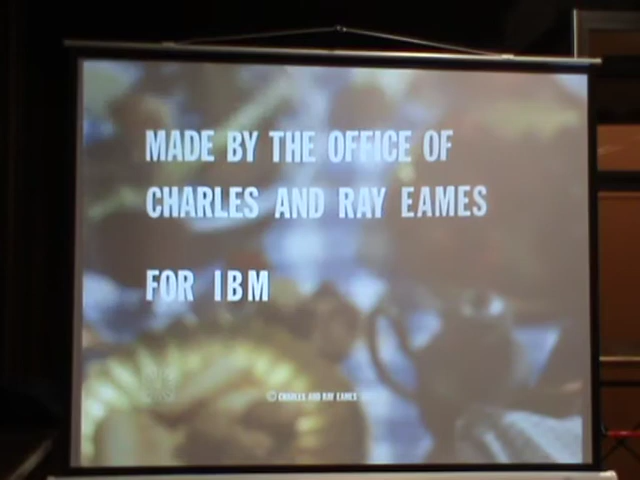 MADE BY THE OFFICE OF
CHARLES AND RAY EAMES
FOR IBM
© CHARLES AND RAY EAMES